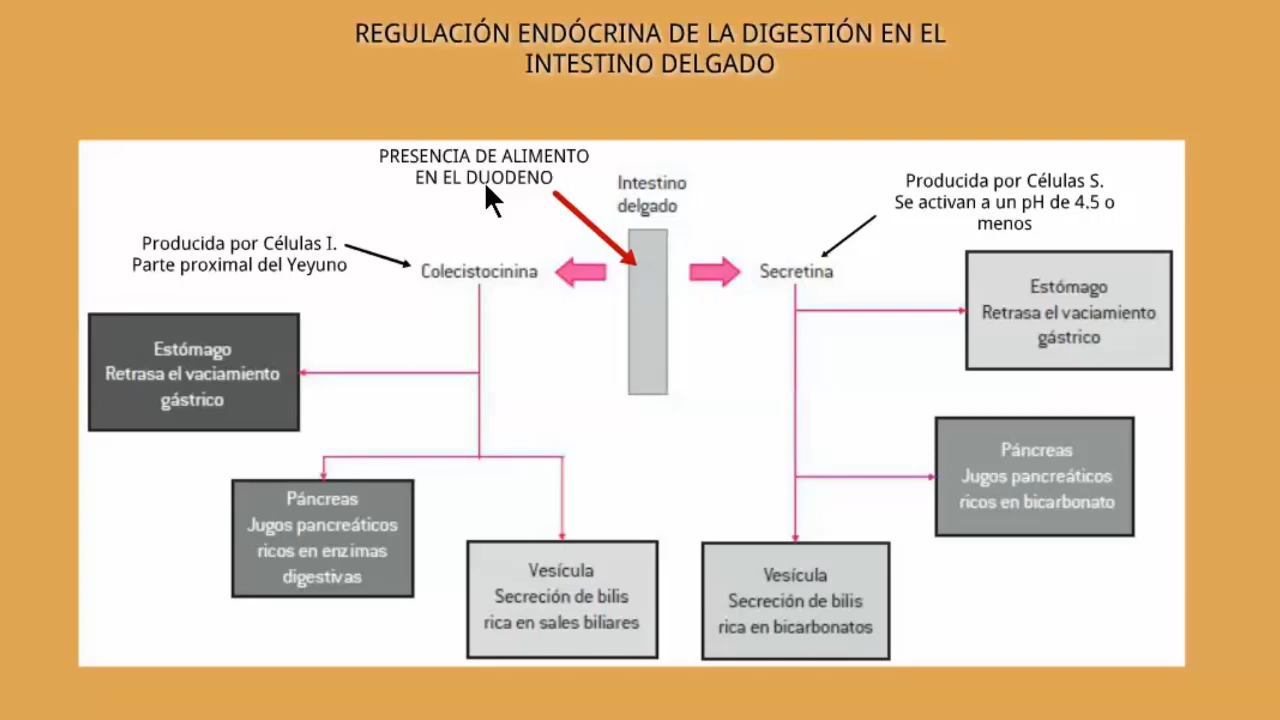 REGULACIÓN ENDÓCRINA DE LA DIGESTIÓN EN EL
INTESTINO DELGADO
PRESENCIA DE ALIMENTO
EN EL DUODENO
Intestino
delgado
Producida por Células S.
Se activan a un pH de 4.5 o
menos
Producida por Células I.
Parte proximal del Yeyuno
Colecistocinina
Secretina
Estómago
Retrasa el vaciamiento
gástrico
Estómago
Retrasa el vaciamiento
gástrico
Páncreas
Jugos pancreáticos
ricos en enzimas
digestivas
Vesícula
Secreción de bilis
rica en sales biliares
Vesícula
Secreción de bilis
rica en bicarbonatos
Páncreas
Jugos pancreáticos
ricos en bicarbonato